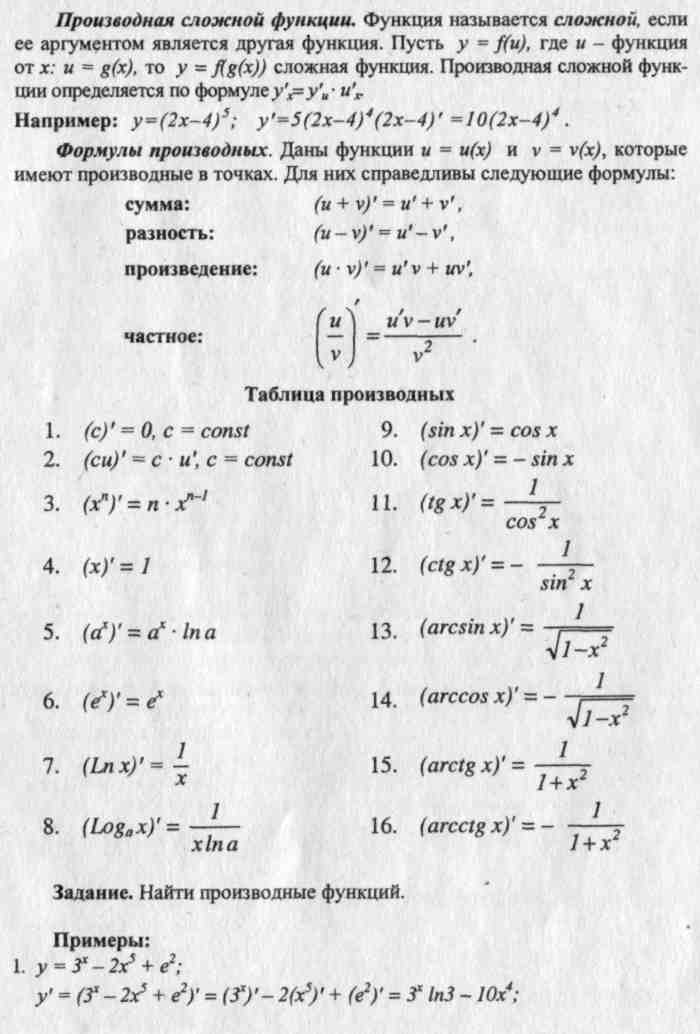 Производная сложной функции. Функция называется сложной, если
ее аргументом является другая функция. Пусть y = f(u), где u – функция
от x: u = g(x), то y = f(g(x)) сложная функция. Производная сложной функ-
ции определяется по формуле y'ₓ= y'ᵤ · u'ₓ.
Например: y=(2x–4)⁵; y'=5(2x–4)⁴(2x–4)' =10(2x–4)⁴ .
Формулы производных. Даны функции u = u(x) и v = v(x), которые
имеют производные в точках. Для них справедливы следующие формулы:
сумма: (u + v)' = u' + v' ,
разность: (u – v)' = u' – v' ,
произведение: (u · v)' = u' v + uv',
частное: (u/v)' = (u'v – uv')/v² .
Таблица производных
1. (c)' = 0, c = const
2. (cu)' = c · u', c = const
3. (xⁿ)' = n · xⁿ⁻¹
4. (x)' = 1
5. (aˣ)' = aˣ · ln a
6. (eˣ)' = eˣ
7. (Ln x)' = 1/x
8. (Logₐ x)' = 1/(x ln a)
9. (sin x)' = cos x
10. (cos x)' = – sin x
11. (tg x)' = 1/(cos² x)
12. (ctg x)' = – 1/(sin² x)
13. (arcsin x)' = 1/√(1–x²)
14. (arccos x)' = – 1/√(1–x²)
15. (arctg x)' = 1/(1+x²)
16. (arcctg x)' = – 1/(1+x²)
Задание. Найти производные функций.
Примеры:
1. y = 3ˣ – 2x⁵ + e²;
y' = (3ˣ – 2x⁵ + e²)' = (3ˣ)' – 2(x⁵)' + (e²)' = 3ˣ ln3 – 10x⁴;